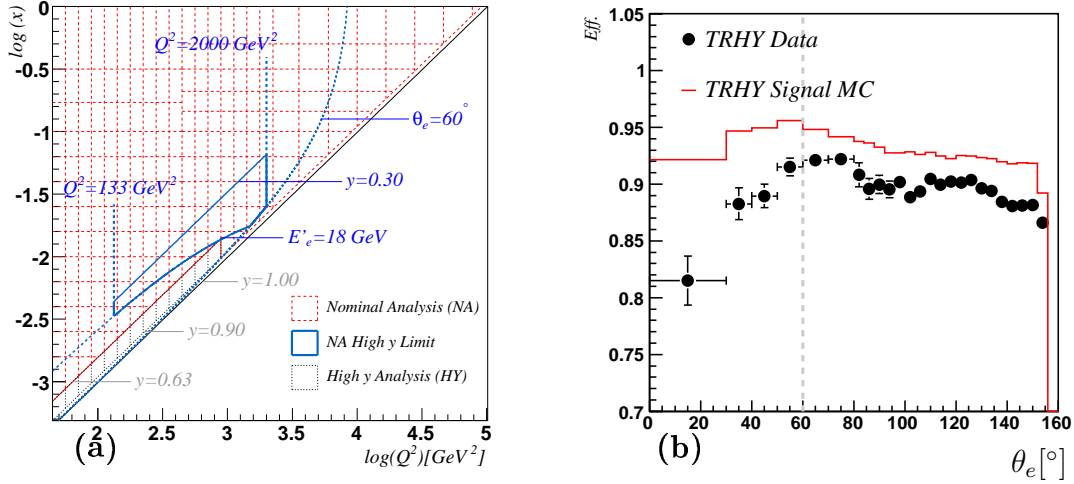 log (x)
0
-0.5
-1
-1.5
-2
-2.5
-3
Q²=2000 GeV²
θe=60°
Q²=133 GeV²
y=0.30
E'e=18 GeV
y=1.00
y=0.90
y=0.63
Nominal Analysis (NA)
NA High y Limit
High y Analysis (HY)
2 2.5 3 3.5 4 4.5 5
log(Q²)[GeV²]
(a)
Eff.
1.05
1
0.95
0.9
0.85
0.8
0.75
0.7
TRHY Data
TRHY Signal MC
0 20 40 60 80 100 120 140 160
θe[°]
(b)